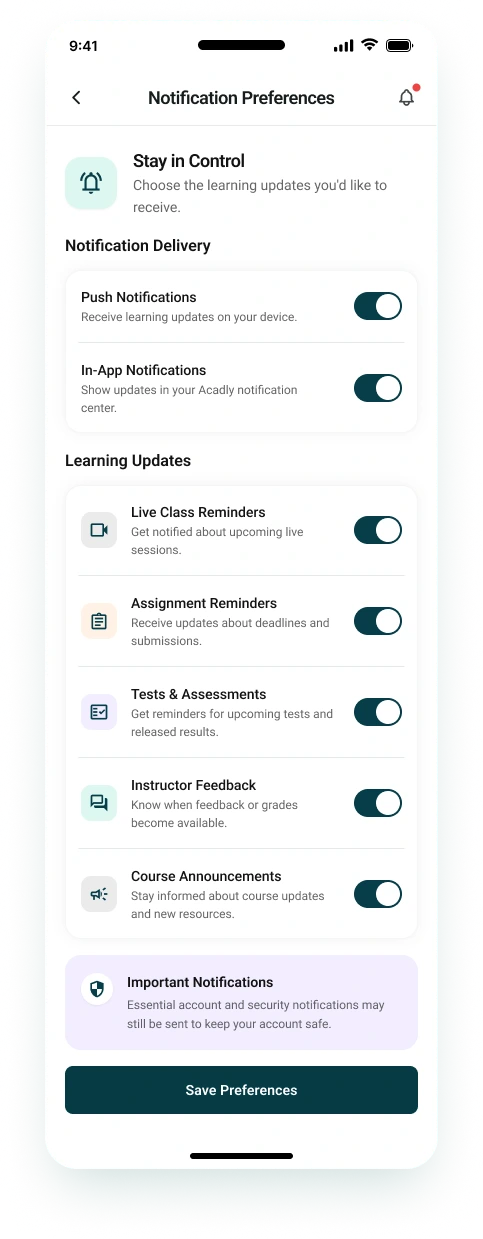 9:41
Notification Preferences
Stay in Control
Choose the learning updates you'd like to
receive.
Notification Delivery
Push Notifications
Receive learning updates on your device.
In-App Notifications
Show updates in your Acadly notification
center.
Learning Updates
Live Class Reminders
Get notified about upcoming live
sessions.
Assignment Reminders
Receive updates about deadlines and
submissions.
Tests & Assessments
Get reminders for upcoming tests and
released results.
Instructor Feedback
Know when feedback or grades
become available.
Course Announcements
Stay informed about course updates
and new resources.
Important Notifications
Essential account and security notifications may
still be sent to keep your account safe.
Save Preferences